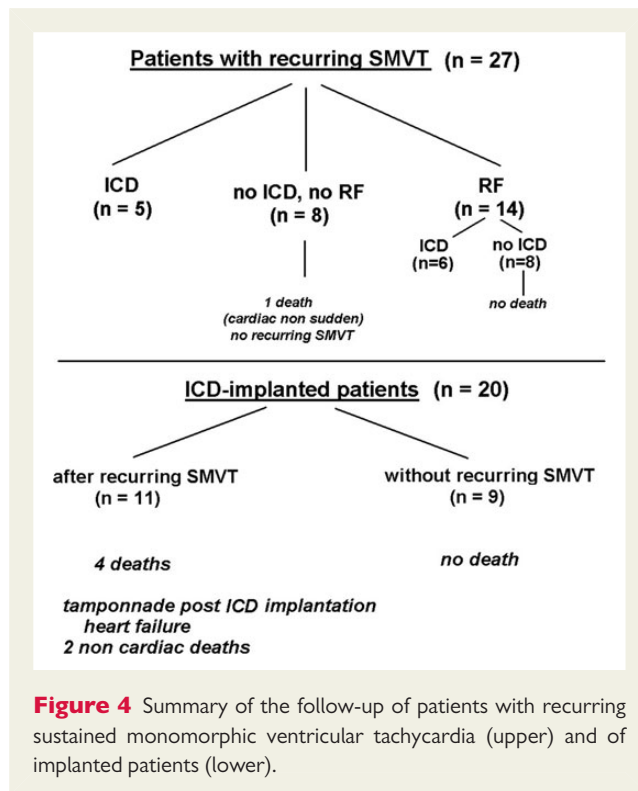 Patients with recurring SMVT (n = 27)
ICD
(n = 5)
no ICD, no RF
(n = 8)
RF
(n = 14)
ICD
(n=6)
no ICD
(n=8)
1 death
(cardiac non sudden)
no recurring SMVT
no death
ICD-implanted patients (n = 20)
after recurring SMVT
(n = 11)
without recurring SMVT
(n = 9)
4 deaths
no death
tamponnade post ICD implantation
heart failure
2 non cardiac deaths
Figure 4 Summary of the follow-up of patients with recurring
sustained monomorphic ventricular tachycardia (upper) and of
implanted patients (lower).